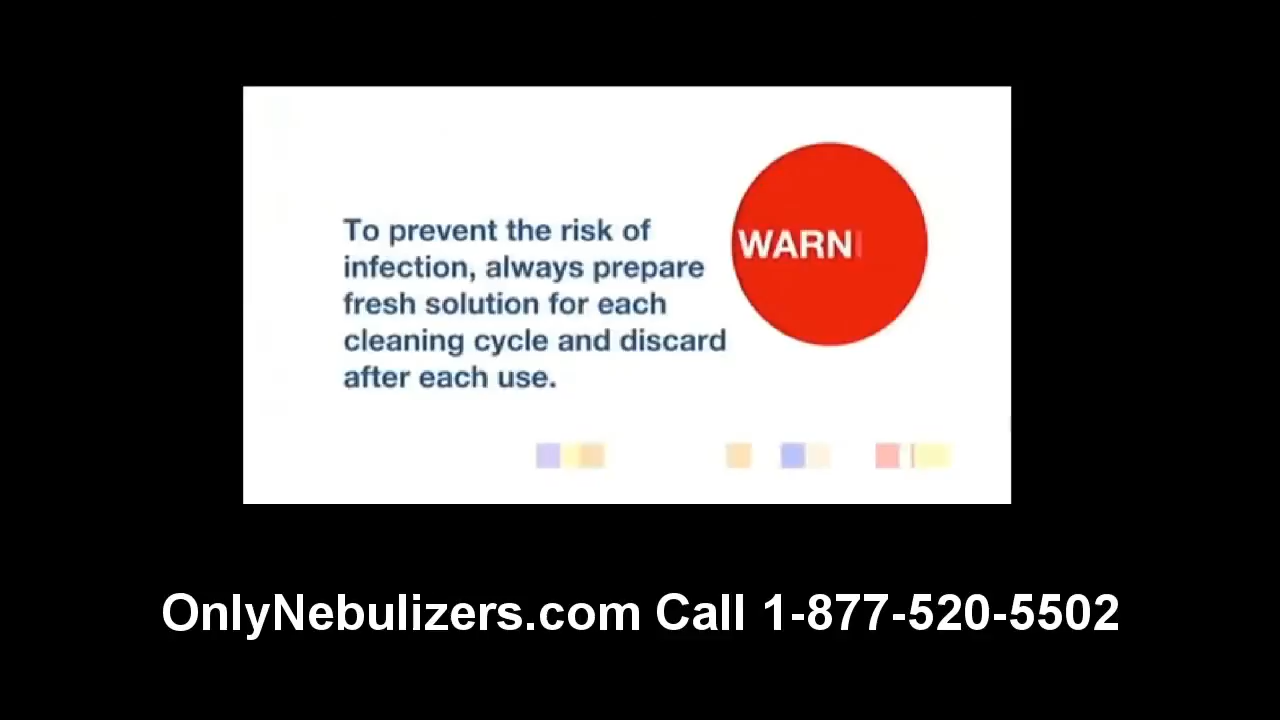 To prevent the risk of
infection, always prepare
fresh solution for each
cleaning cycle and discard
after each use.
WARNI
OnlyNebulizers.com Call 1-877-520-5502